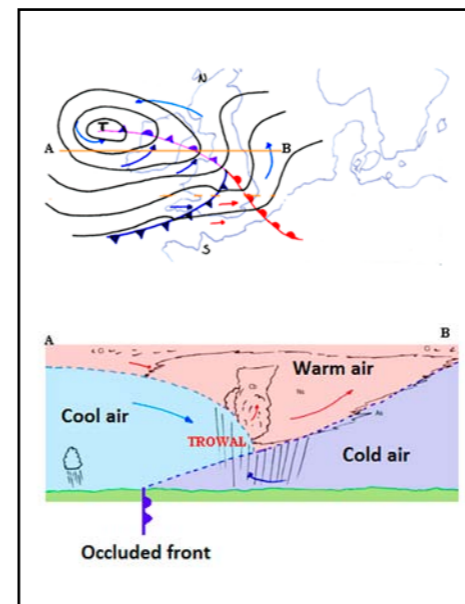 N
T
A B
S
A B
Warm air
Cool air
TROWAL
Cold air
Occluded front